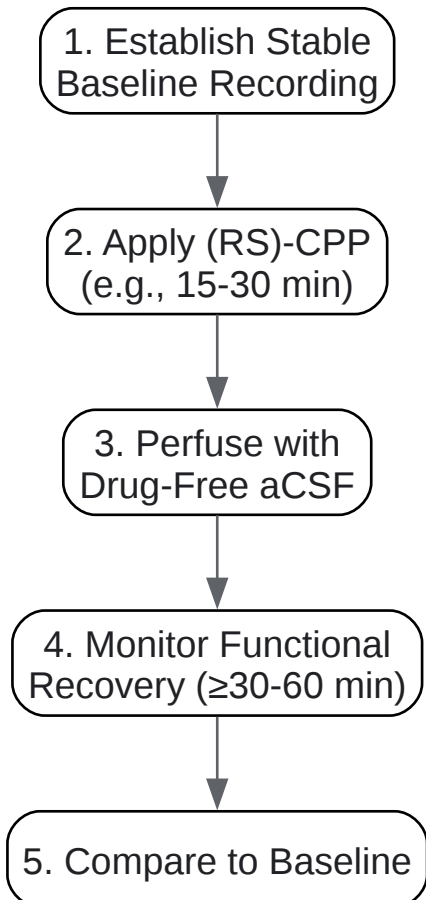 1. Establish Stable
Baseline Recording
2. Apply (RS)-CPP
(e.g., 15-30 min)
3. Perfuse with
Drug-Free aCSF
4. Monitor Functional
Recovery (≥30-60 min)
5. Compare to Baseline